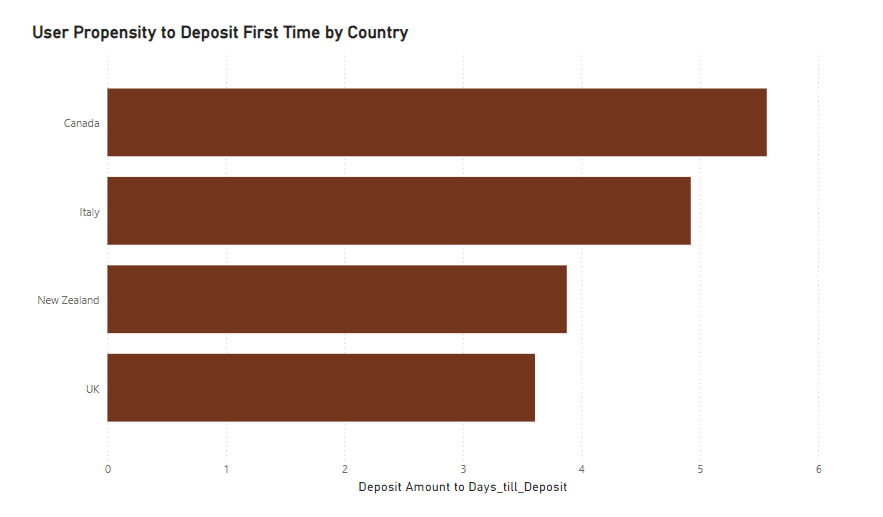 User Propensity to Deposit First Time by Country
Canada
Italy
New Zealand
UK
0 1 2 3 4 5 6
Deposit Amount to Days_till_Deposit